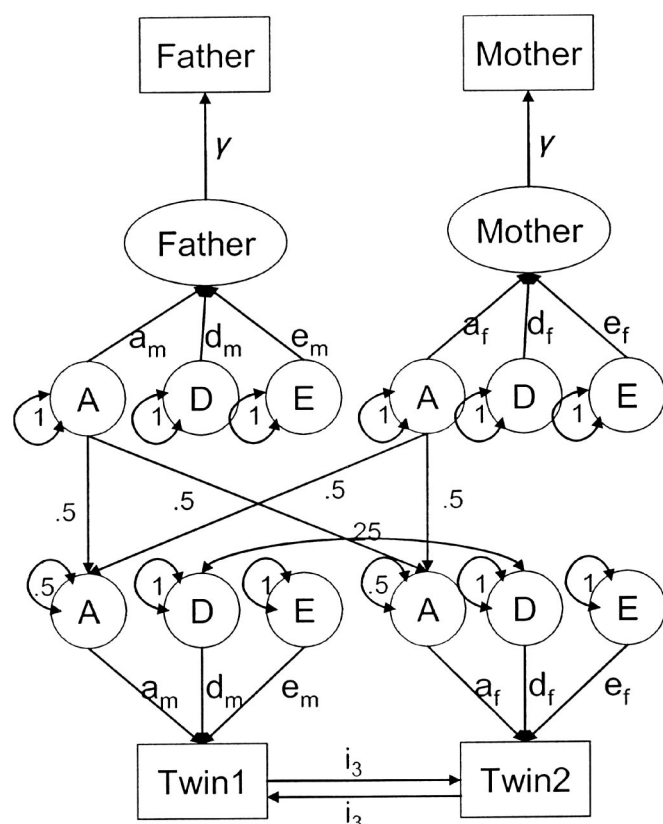 Father Mother
γ γ
Father Mother
a_m d_m e_m a_f d_f e_f
A D E A D E
1 1 1 1 1 1
.5 .5 .5 .5
.25
.5 1 1 .5 1 1
A D E A D E
a_m d_m e_m a_f d_f e_f
i_3
Twin1 Twin2
i_3